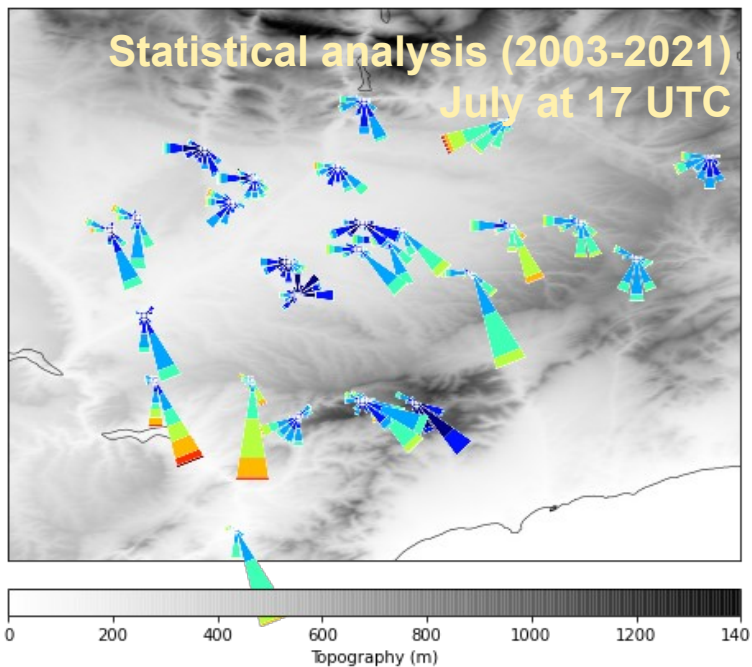 Statistical analysis (2003-2021)
July at 17 UTC
0 200 400 600 800 1000 1200 140
Topography (m)